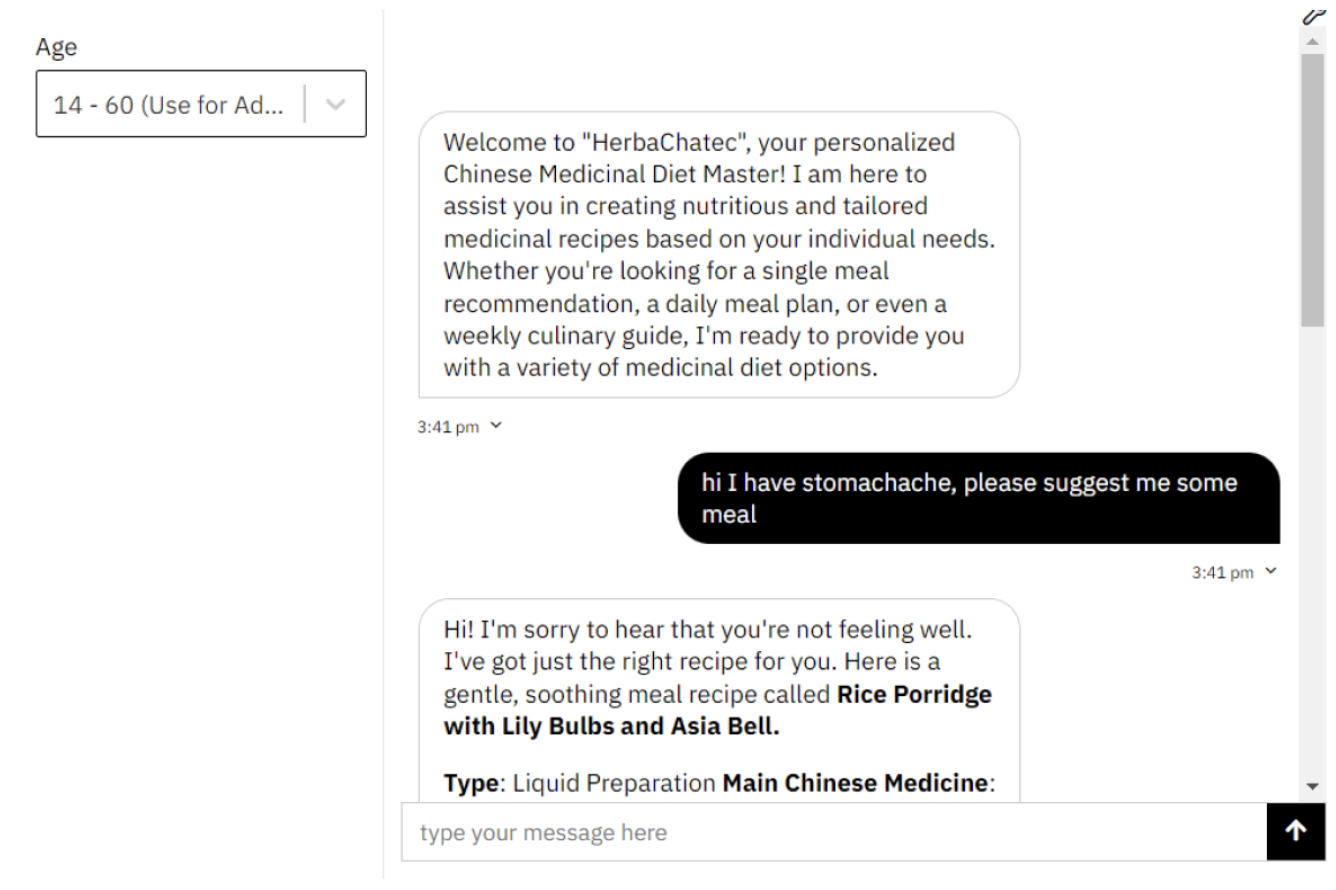 Age
14 - 60 (Use for Ad...
Welcome to "HerbaChatec", your personalized
Chinese Medicinal Diet Master! I am here to
assist you in creating nutritious and tailored
medicinal recipes based on your individual needs.
Whether you're looking for a single meal
recommendation, a daily meal plan, or even a
weekly culinary guide, I'm ready to provide you
with a variety of medicinal diet options.
3:41 pm
hi I have stomachache, please suggest me some
meal
3:41 pm
Hi! I'm sorry to hear that you're not feeling well.
I've got just the right recipe for you. Here is a
gentle, soothing meal recipe called Rice Porridge
with Lily Bulbs and Asia Bell.
Type: Liquid Preparation Main Chinese Medicine:
type your message here